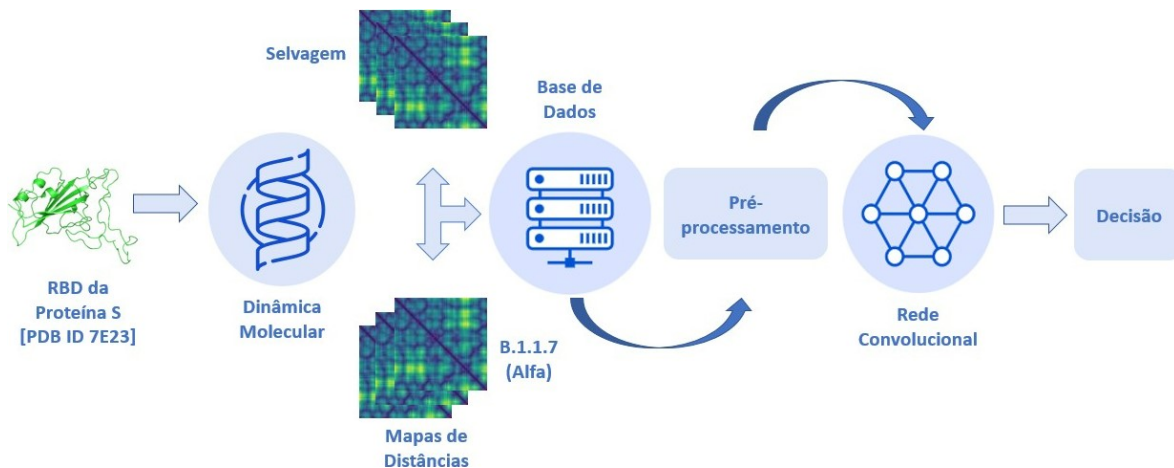 RBD da
Proteína S
[PDB ID 7E23]
Dinâmica
Molecular
Selvagem
B.1.1.7
(Alfa)
Mapas de
Distâncias
Base de
Dados
Pré-
processamento
Rede
Convolucional
Decisão